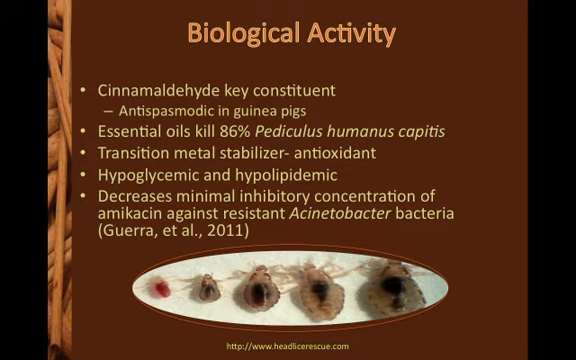 Biological Activity
• Cinnamaldehyde key constituent
– Antispasmodic in guinea pigs
• Essential oils kill 86% Pediculus humanus capitis
• Transition metal stabilizer- antioxidant
• Hypoglycemic and hypolipidemic
• Decreases minimal inhibitory concentration of
amikacin against resistant Acinetobacter bacteria
(Guerra, et al., 2011)
http://www.headlicerescue.com